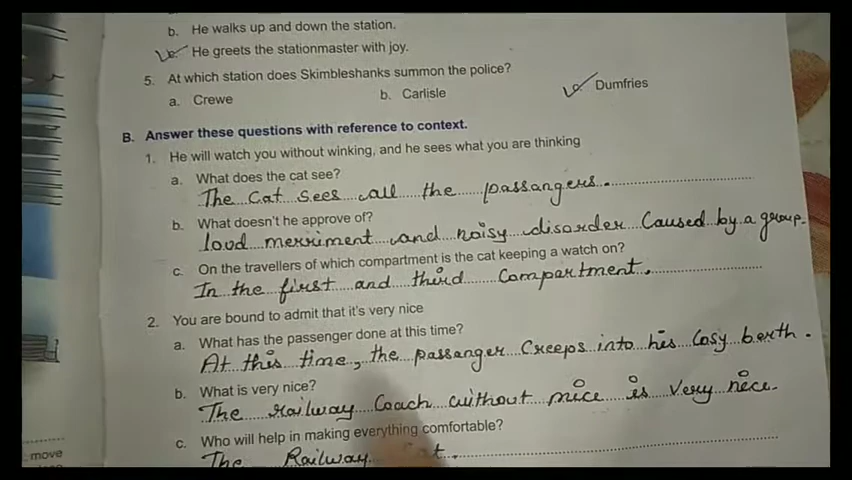 b. He walks up and down the station.
He greets the stationmaster with joy.
5. At which station does Skimbleshanks summon the police?
a. Crewe b. Carlisle Dumfries
B. Answer these questions with reference to context.
1. He will watch you without winking, and he sees what you are thinking
a. What does the cat see?
The cat sees all the passangers.
b. What doesn't he approve of?
loud merriment and noisy disorder caused by a group.
c. On the travellers of which compartment is the cat keeping a watch on?
In the first and third compartment.
2. You are bound to admit that it's very nice
a. What has the passenger done at this time?
At this time, the passanger creeps into his cosy berth.
b. What is very nice?
The railway coach without mice is very nice.
c. Who will help in making everything comfortable?
The Railway Cat.
move